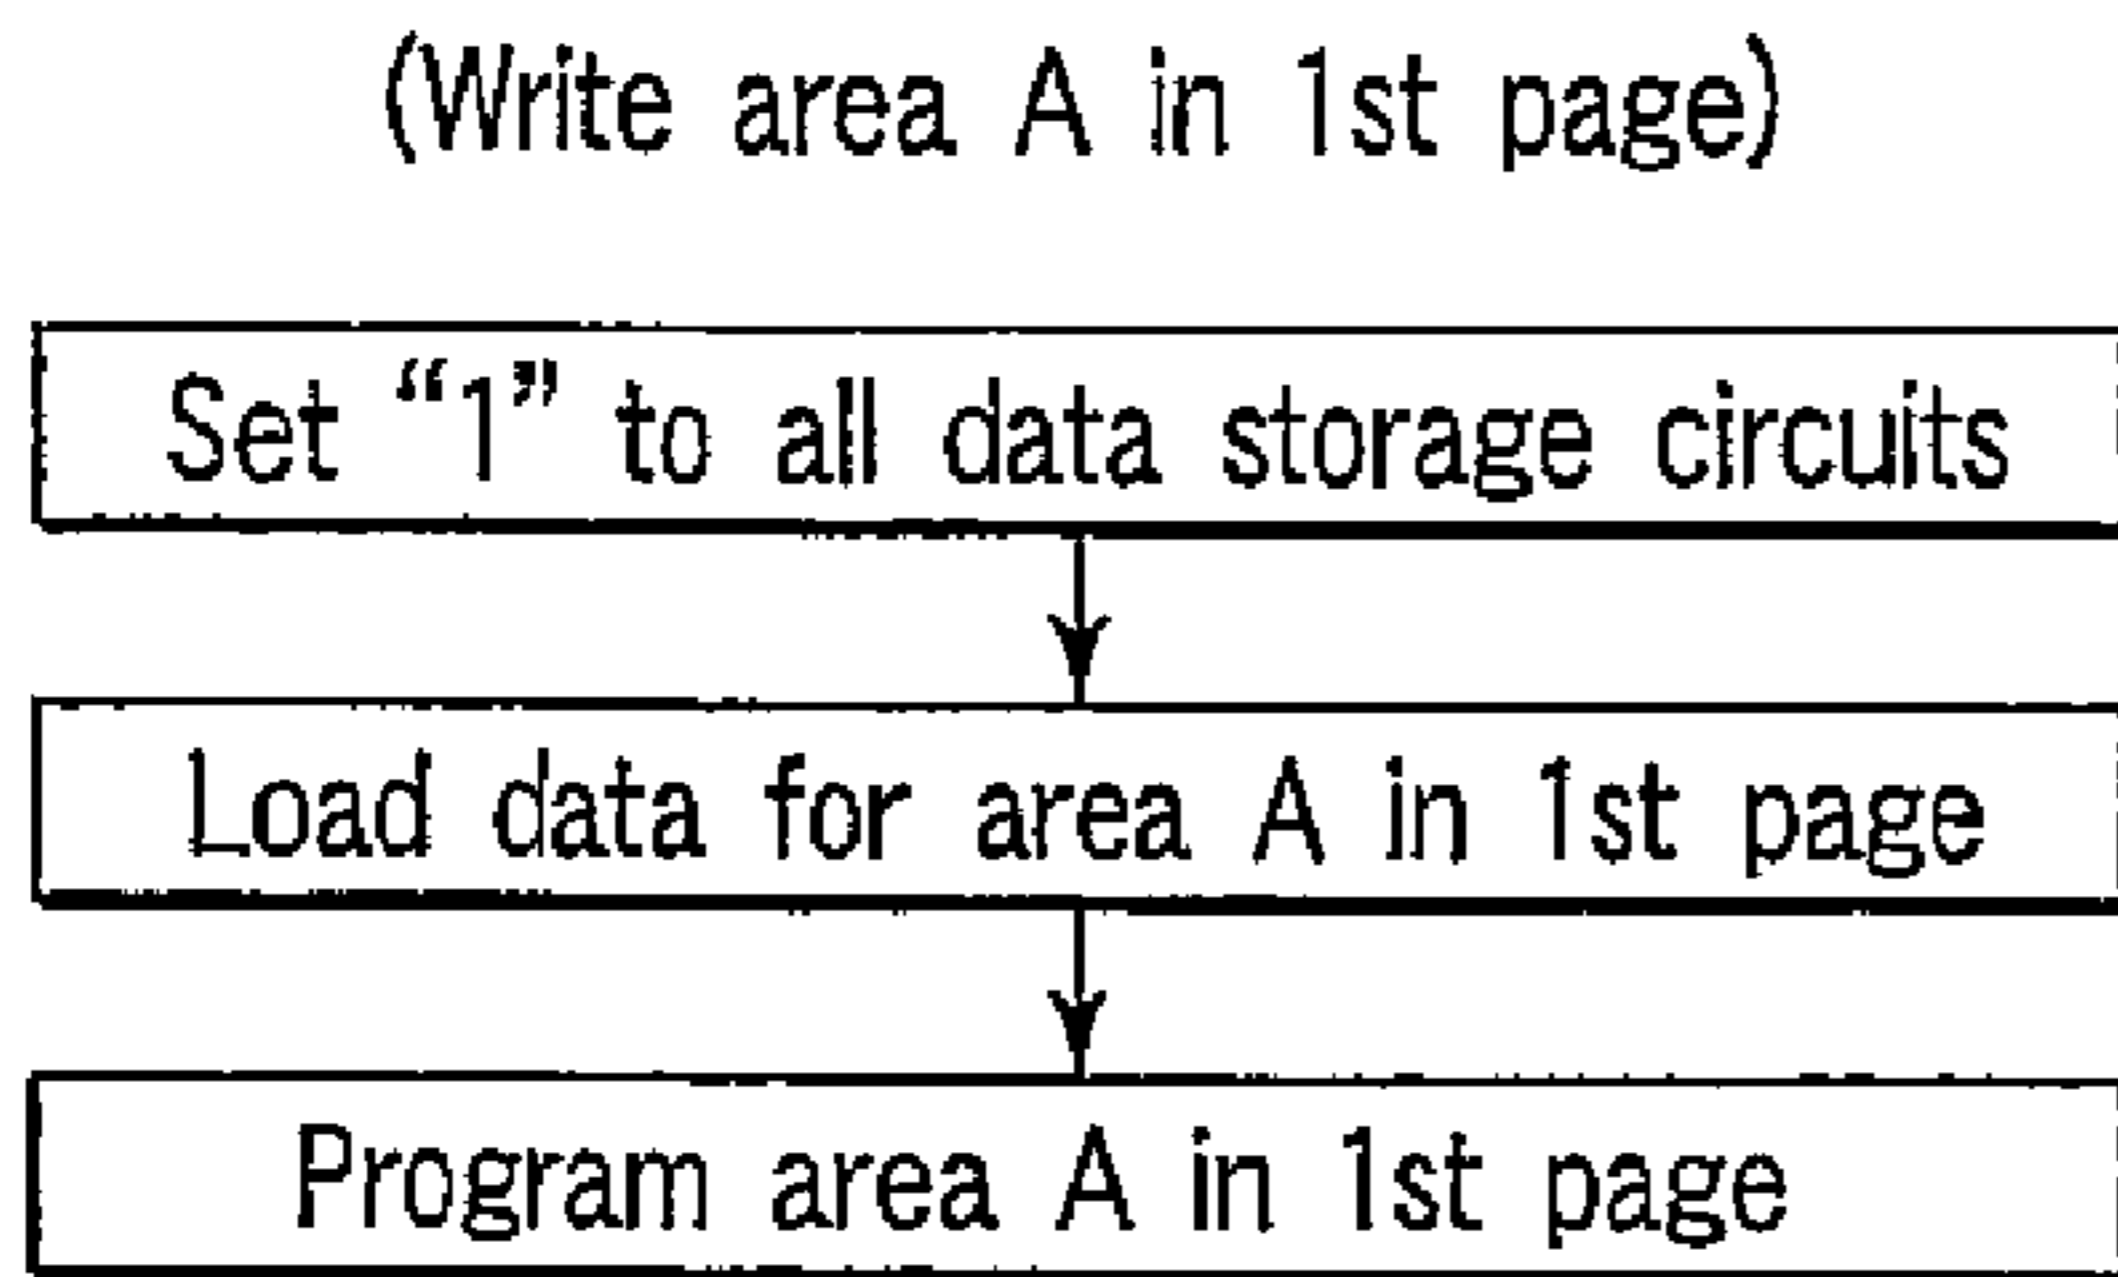 (Write area A in 1st page)
Set “1” to all data storage circuits
Load data for area A in 1st page
Program area A in 1st page